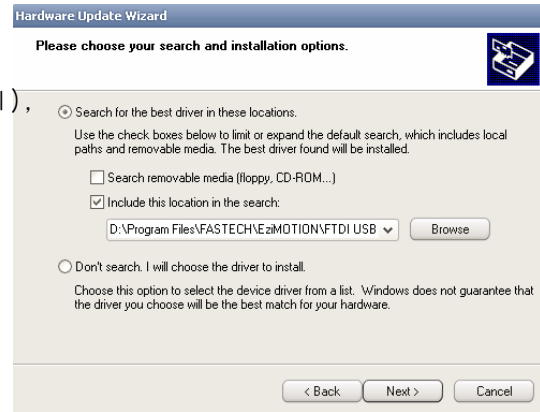 Hardware Update Wizard
Please choose your search and installation options.
),
Search for the best driver in these locations.
Use the check boxes below to limit or expand the default search, which includes local
paths and removable media. The best driver found will be installed.
Search removable media (floppy, CD-ROM...)
Include this location in the search:
D:\Program Files\FASTECH\EziMOTION\FTDI USB
Browse
Don't search. I will choose the driver to install.
Choose this option to select the device driver from a list. Windows does not guarantee that
the driver you choose will be the best match for your hardware.
< Back Next > Cancel